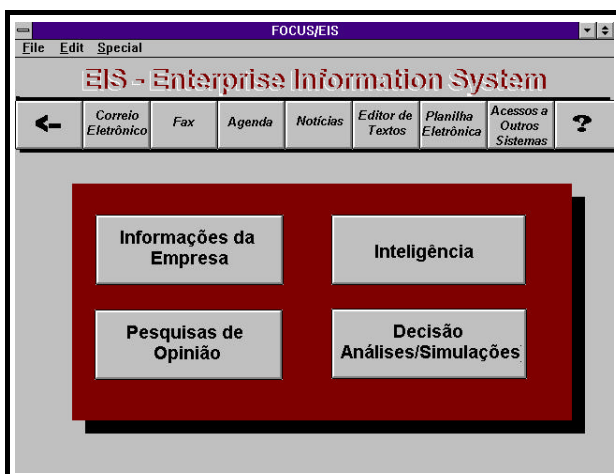 FOCUS/EIS
File Edit Special
EIS - Enterprise Information System
Correio
Eletrônico
Fax
Agenda
Notícias
Editor de
Textos
Planilha
Eletrônica
Acessos a
Outros
Sistemas
?
Informações da
Empresa
Inteligência
Pesquisas de
Opinião
Decisão
Análises/Simulações